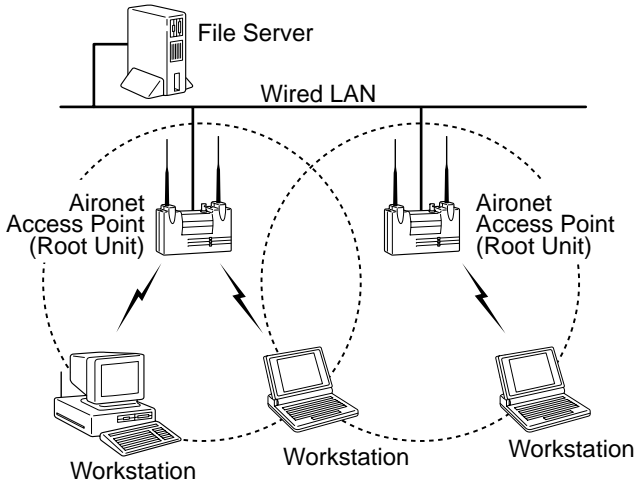 File Server
Wired LAN
Aironet
Access Point
(Root Unit)
Aironet
Access Point
(Root Unit)
Workstation
Workstation
Workstation